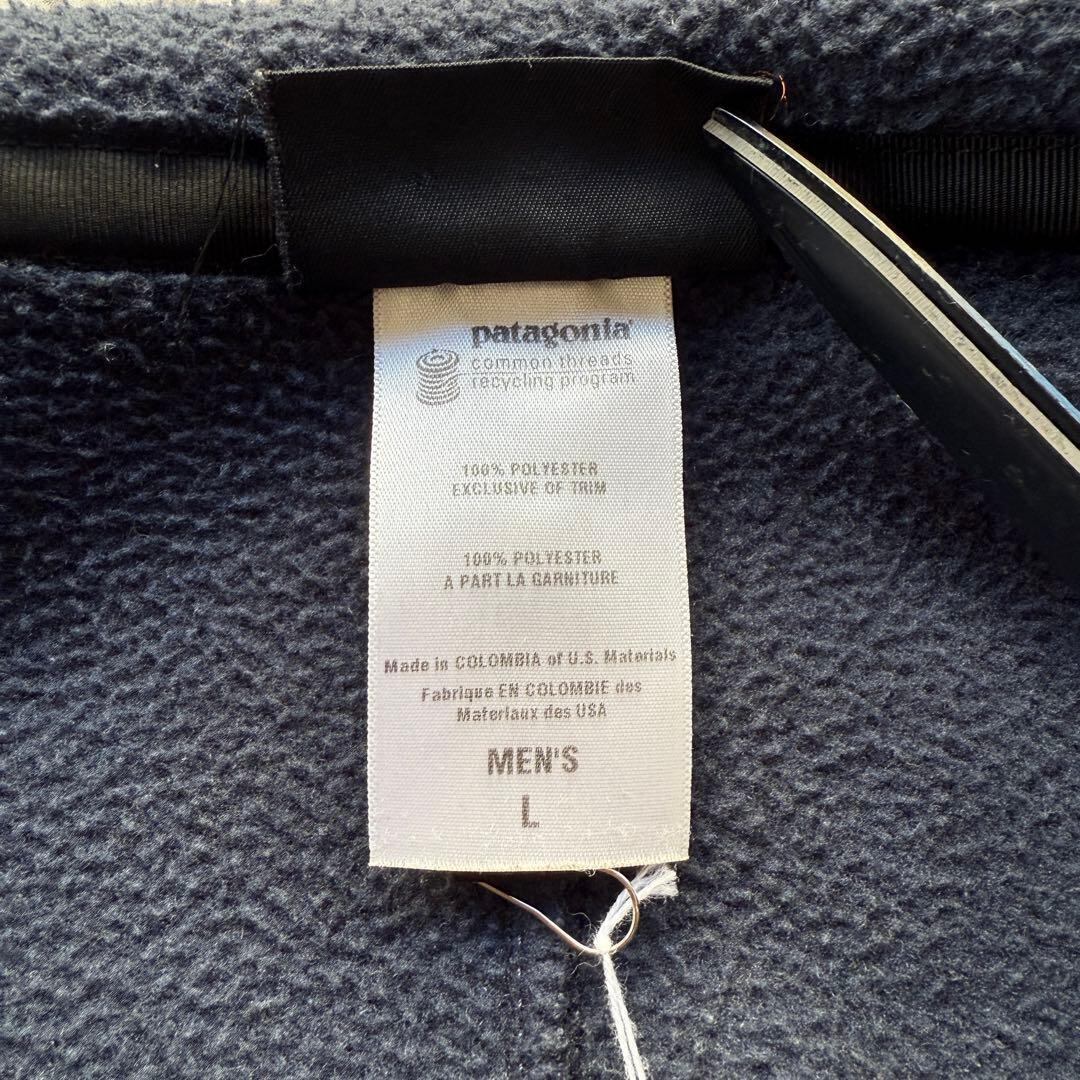 patagonia®
common threads
recycling program
100% POLYESTER
EXCLUSIVE OF TRIM
100% POLYESTER
A PART LA GARNITURE
Made in COLOMBIA of U.S. Materials
Fabrique EN COLOMBIE des
Materiaux des USA
MEN'S
L